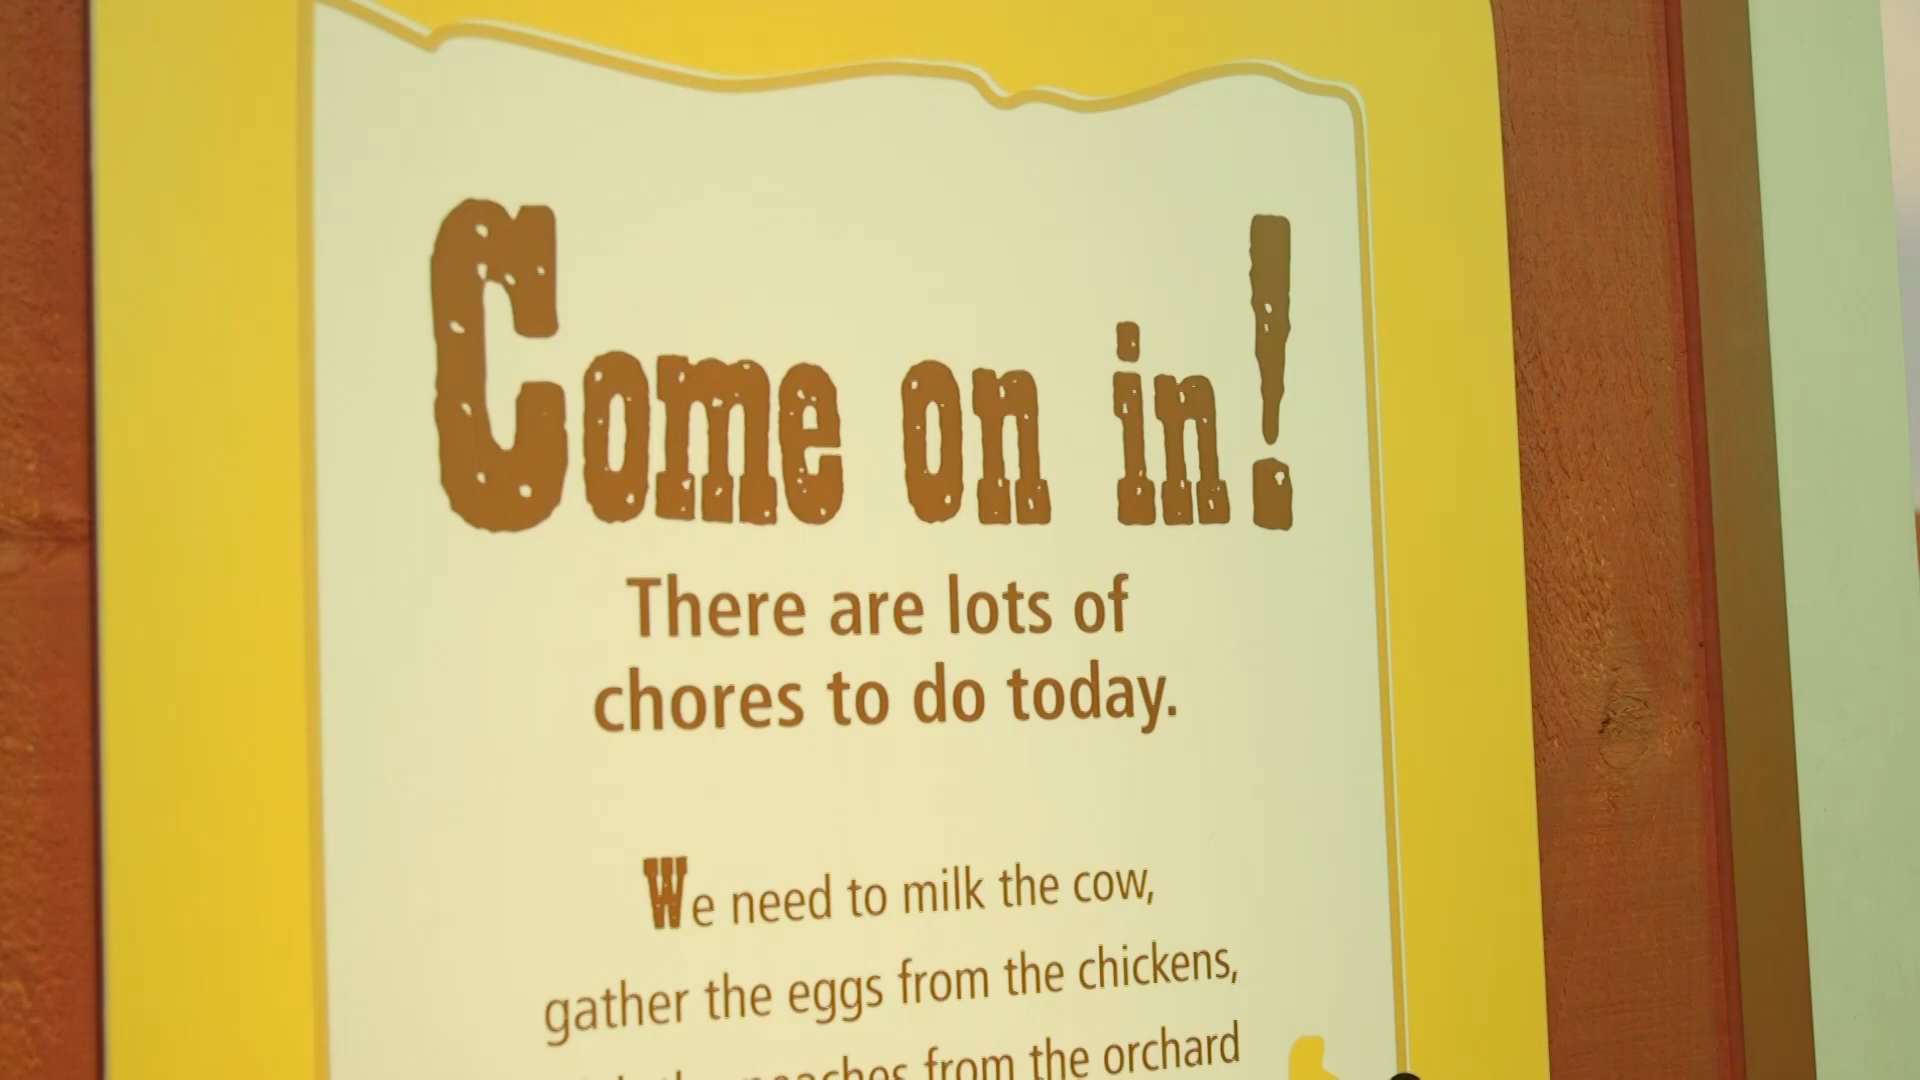 Come on in!
There are lots of
chores to do today.
We need to milk the cow,
gather the eggs from the chickens,
the peaches from the orchard